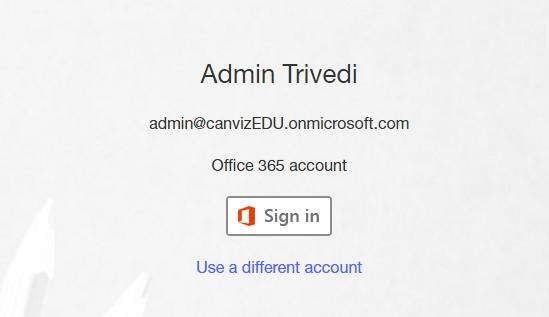 Admin Trivedi
admin@canvizEDU.onmicrosoft.com
Office 365 account
Sign in
Use a different account